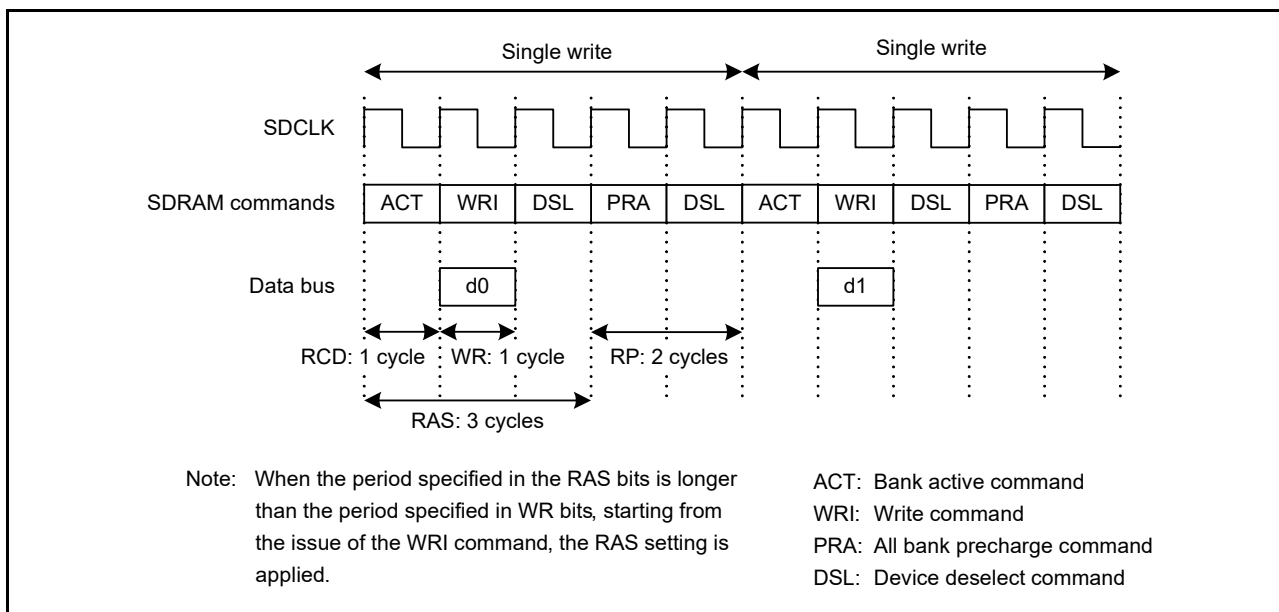 Single write
Single write
SDCLK
SDRAM commands
ACT
WRI
DSL
PRA
DSL
ACT
WRI
DSL
PRA
DSL
Data bus
d0
d1
RCD: 1 cycle
WR: 1 cycle
RP: 2 cycles
RAS: 3 cycles
Note: When the period specified in the RAS bits is longer
than the period specified in WR bits, starting from
the issue of the WRI command, the RAS setting is
applied.
ACT: Bank active command
WRI: Write command
PRA: All bank precharge command
DSL: Device deselect command